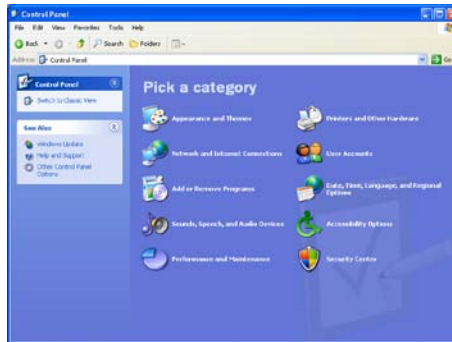 Control Panel
File Edit View Favorites Tools Help
Back Search Folders
Address Control Panel Go
Control Panel
Switch to Classic View
See Also
Windows Update
Help and Support
Other Control Panel
Options
Pick a category
Appearance and Themes
Printers and Other Hardware
Network and Internet Connections
User Accounts
Add or Remove Programs
Date, Time, Language, and Regional
Options
Sounds, Speech, and Audio Devices
Accessibility Options
Performance and Maintenance
Security Center